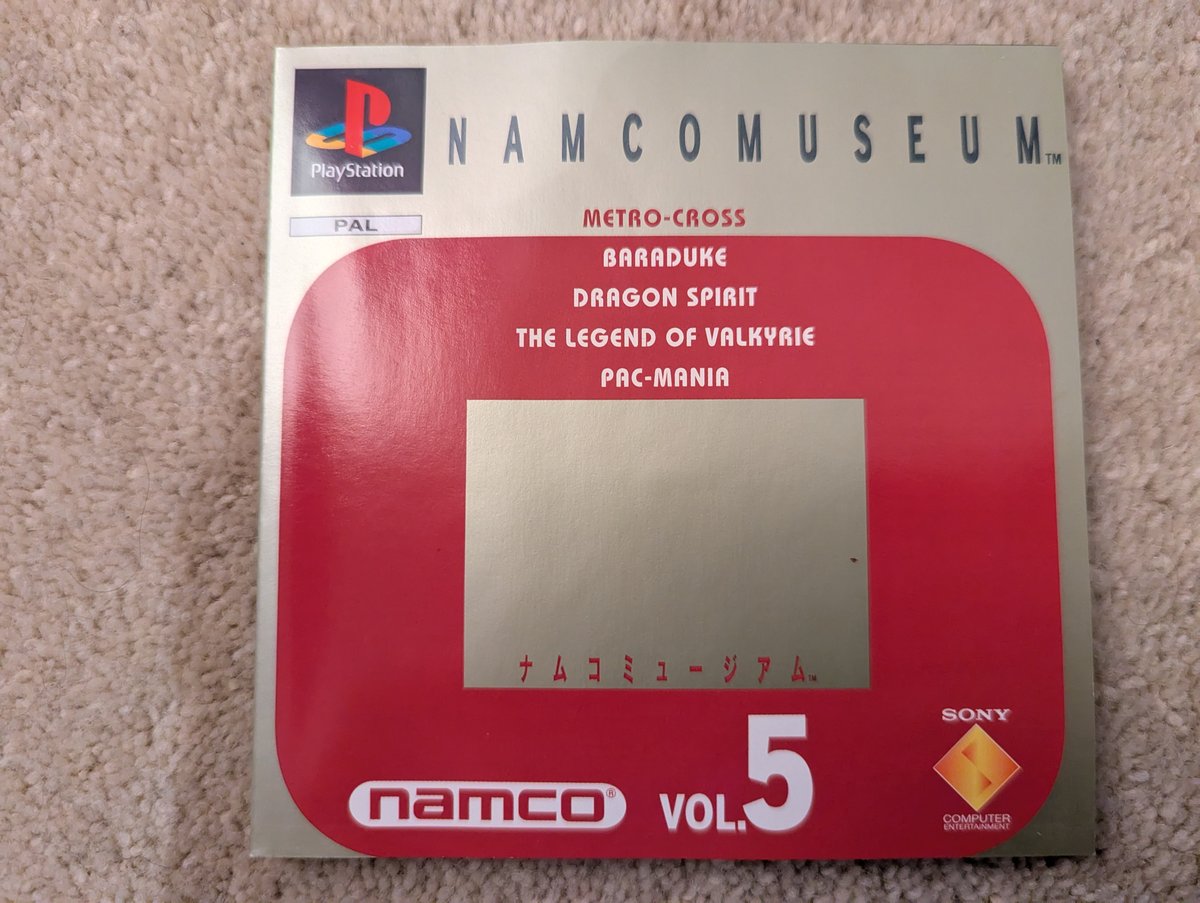 PlayStation
NAMCOMUSEUM™
PAL
METRO-CROSS
BARADUKE
DRAGON SPIRIT
THE LEGEND OF VALKYRIE
PAC-MANIA
ナムコミュージアム™
namco®
VOL.5
SONY
COMPUTER
ENTERTAINMENT